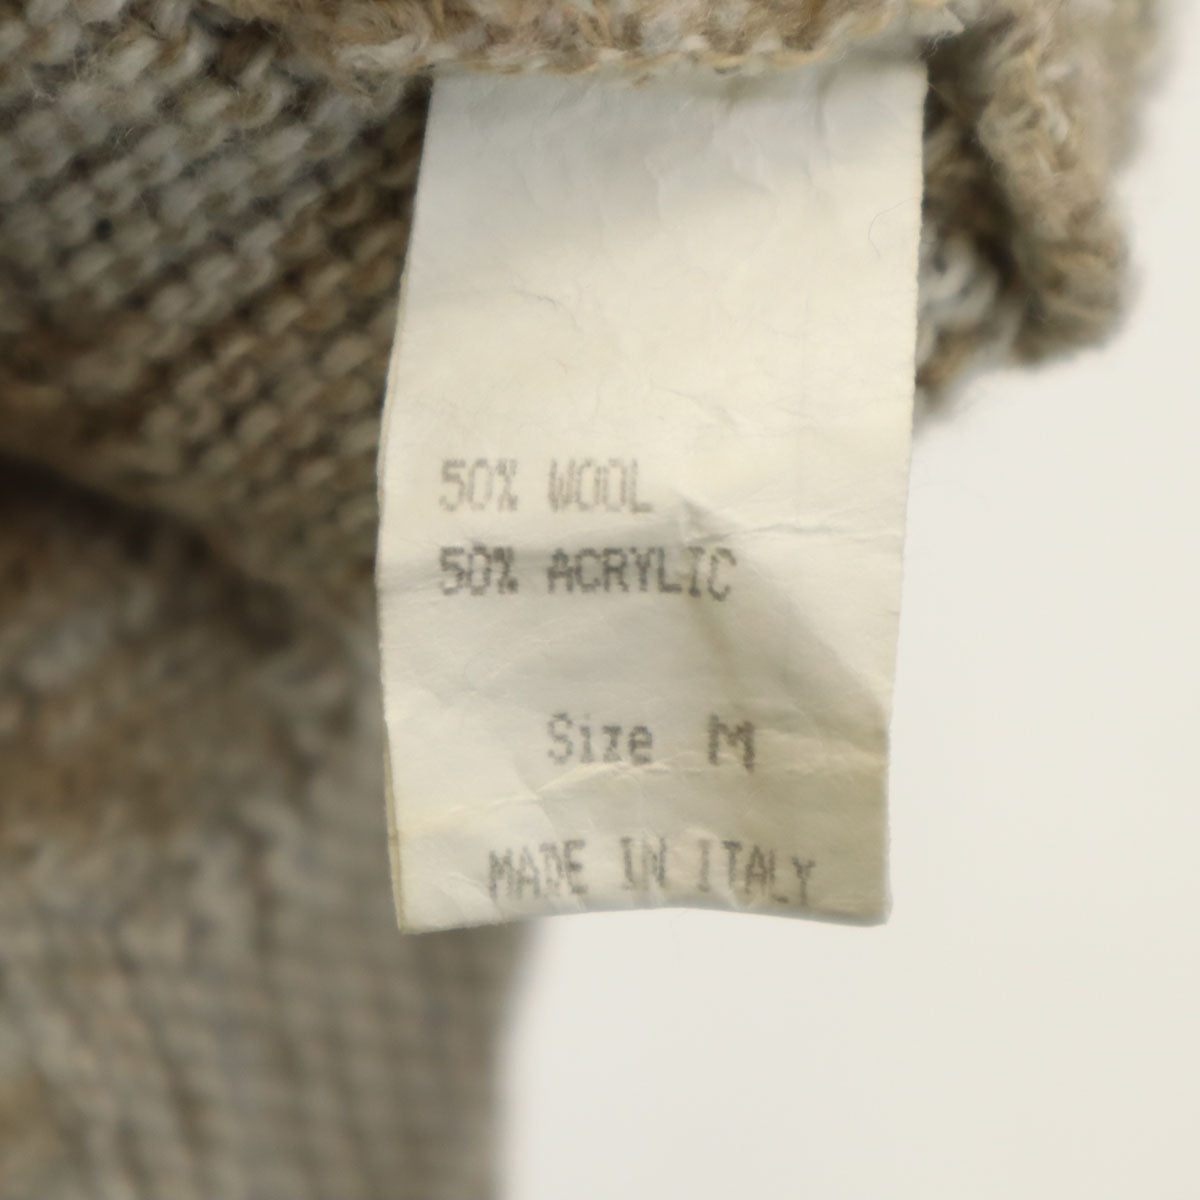 50% WOOL
50% ACRYLIC
Size M
MADE IN ITALY